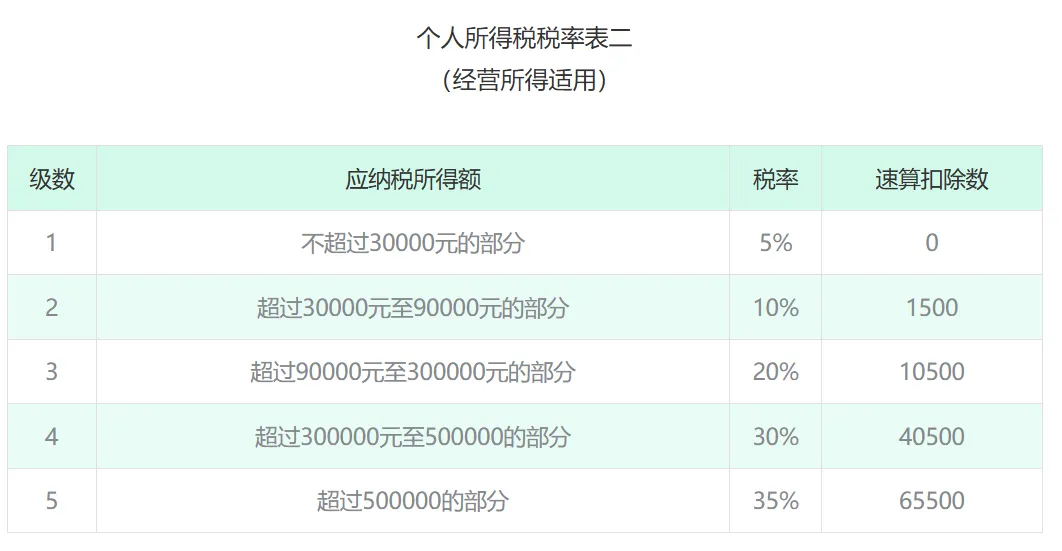 个人所得税税率表二
（经营所得适用）
级数 应纳税所得额 税率 速算扣除数
1 不超过30000元的部分 5% 0
2 超过30000元至90000元的部分 10% 1500
3 超过90000元至300000元的部分 20% 10500
4 超过300000元至500000的部分 30% 40500
5 超过500000的部分 35% 65500